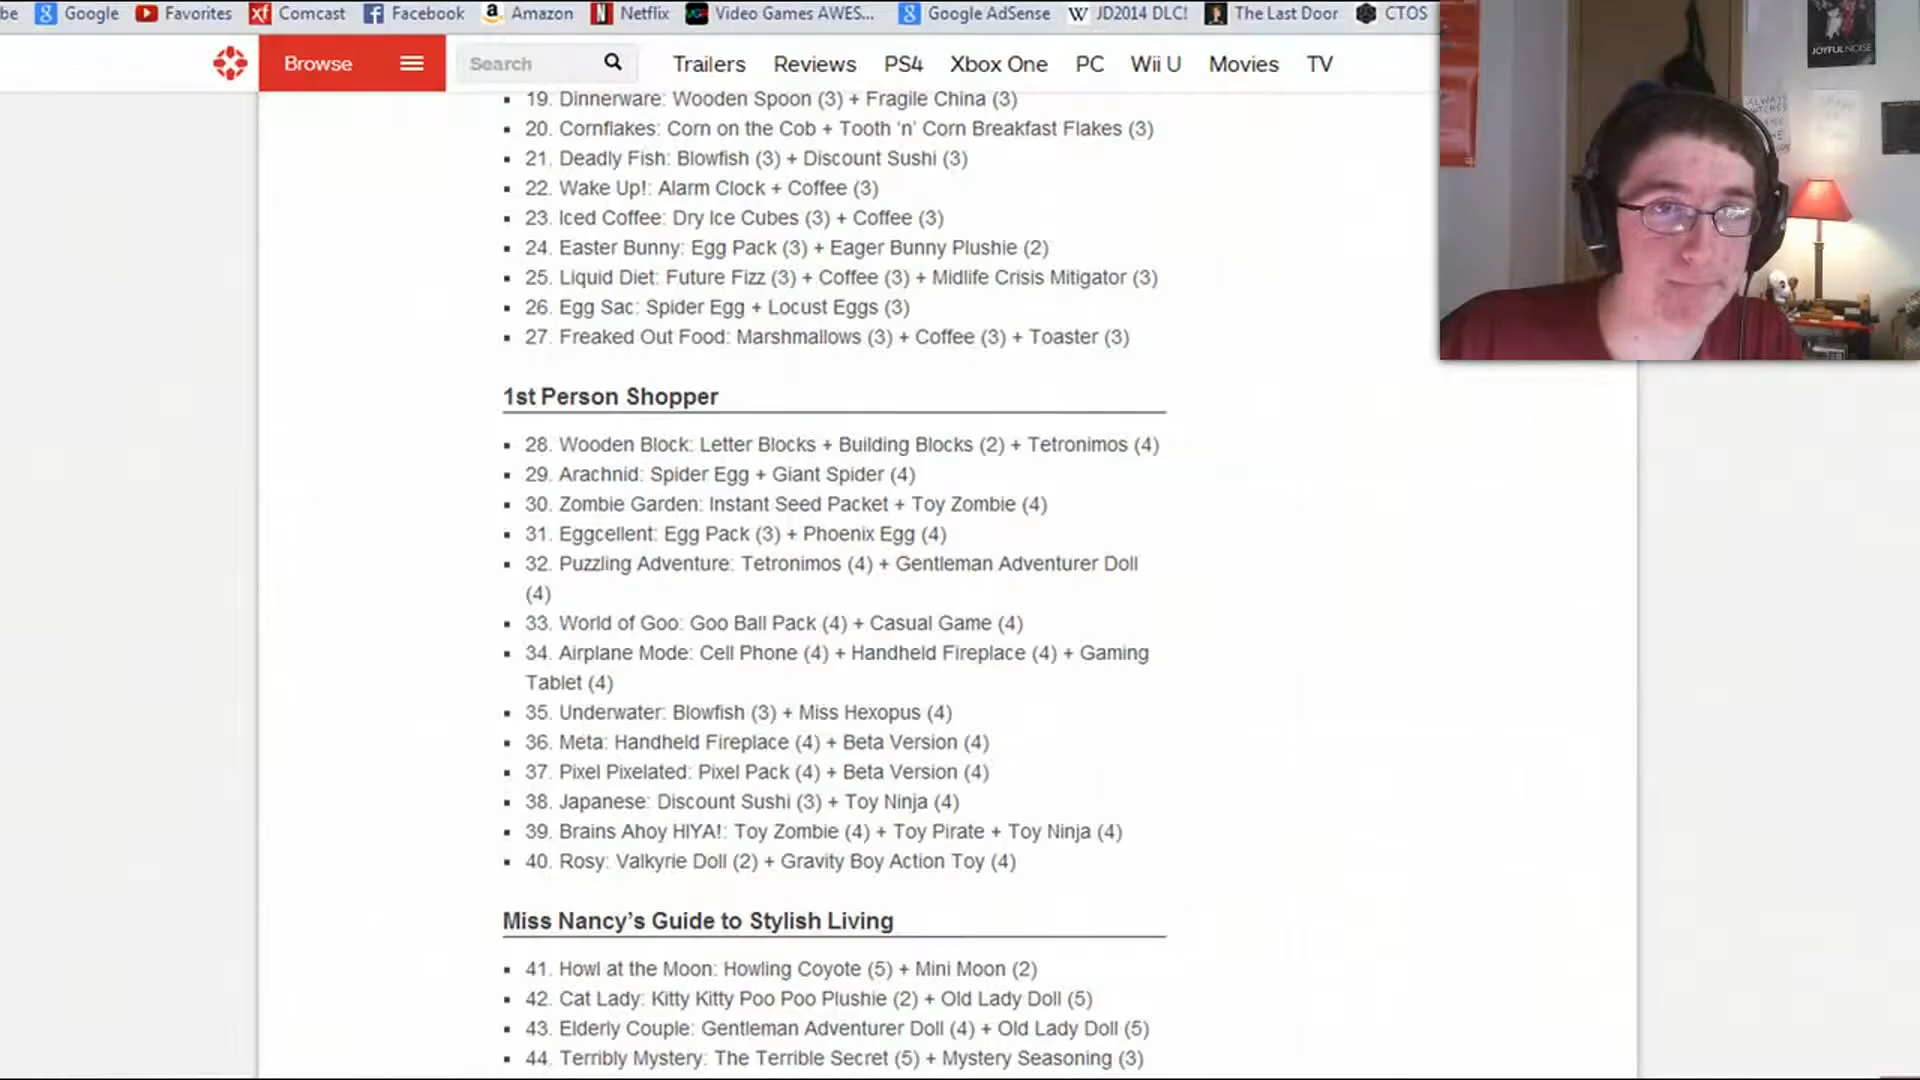 be Google Favorites xf Comcast Facebook Amazon Netflix Video Games AWES... Google AdSense W JD2014 DLC! The Last Door CTOS
Browse Search Trailers Reviews PS4 Xbox One PC Wii U Movies TV
JOYFUL NOISE
19. Dinnerware: Wooden Spoon (3) + Fragile China (3)
20. Cornflakes: Corn on the Cob + Tooth ‘n’ Corn Breakfast Flakes (3)
21. Deadly Fish: Blowfish (3) + Discount Sushi (3)
22. Wake Up!: Alarm Clock + Coffee (3)
23. Iced Coffee: Dry Ice Cubes (3) + Coffee (3)
24. Easter Bunny: Egg Pack (3) + Eager Bunny Plushie (2)
25. Liquid Diet: Future Fizz (3) + Coffee (3) + Midlife Crisis Mitigator (3)
26. Egg Sac: Spider Egg + Locust Eggs (3)
27. Freaked Out Food: Marshmallows (3) + Coffee (3) + Toaster (3)
1st Person Shopper
28. Wooden Block: Letter Blocks + Building Blocks (2) + Tetronimos (4)
29. Arachnid: Spider Egg + Giant Spider (4)
30. Zombie Garden: Instant Seed Packet + Toy Zombie (4)
31. Eggcellent: Egg Pack (3) + Phoenix Egg (4)
32. Puzzling Adventure: Tetronimos (4) + Gentleman Adventurer Doll
(4)
33. World of Goo: Goo Ball Pack (4) + Casual Game (4)
34. Airplane Mode: Cell Phone (4) + Handheld Fireplace (4) + Gaming
Tablet (4)
35. Underwater: Blowfish (3) + Miss Hexopus (4)
36. Meta: Handheld Fireplace (4) + Beta Version (4)
37. Pixel Pixelated: Pixel Pack (4) + Beta Version (4)
38. Japanese: Discount Sushi (3) + Toy Ninja (4)
39. Brains Ahoy HIYA!: Toy Zombie (4) + Toy Pirate + Toy Ninja (4)
40. Rosy: Valkyrie Doll (2) + Gravity Boy Action Toy (4)
Miss Nancy’s Guide to Stylish Living
41. Howl at the Moon: Howling Coyote (5) + Mini Moon (2)
42. Cat Lady: Kitty Kitty Poo Poo Plushie (2) + Old Lady Doll (5)
43. Elderly Couple: Gentleman Adventurer Doll (4) + Old Lady Doll (5)
44. Terribly Mystery: The Terrible Secret (5) + Mystery Seasoning (3)